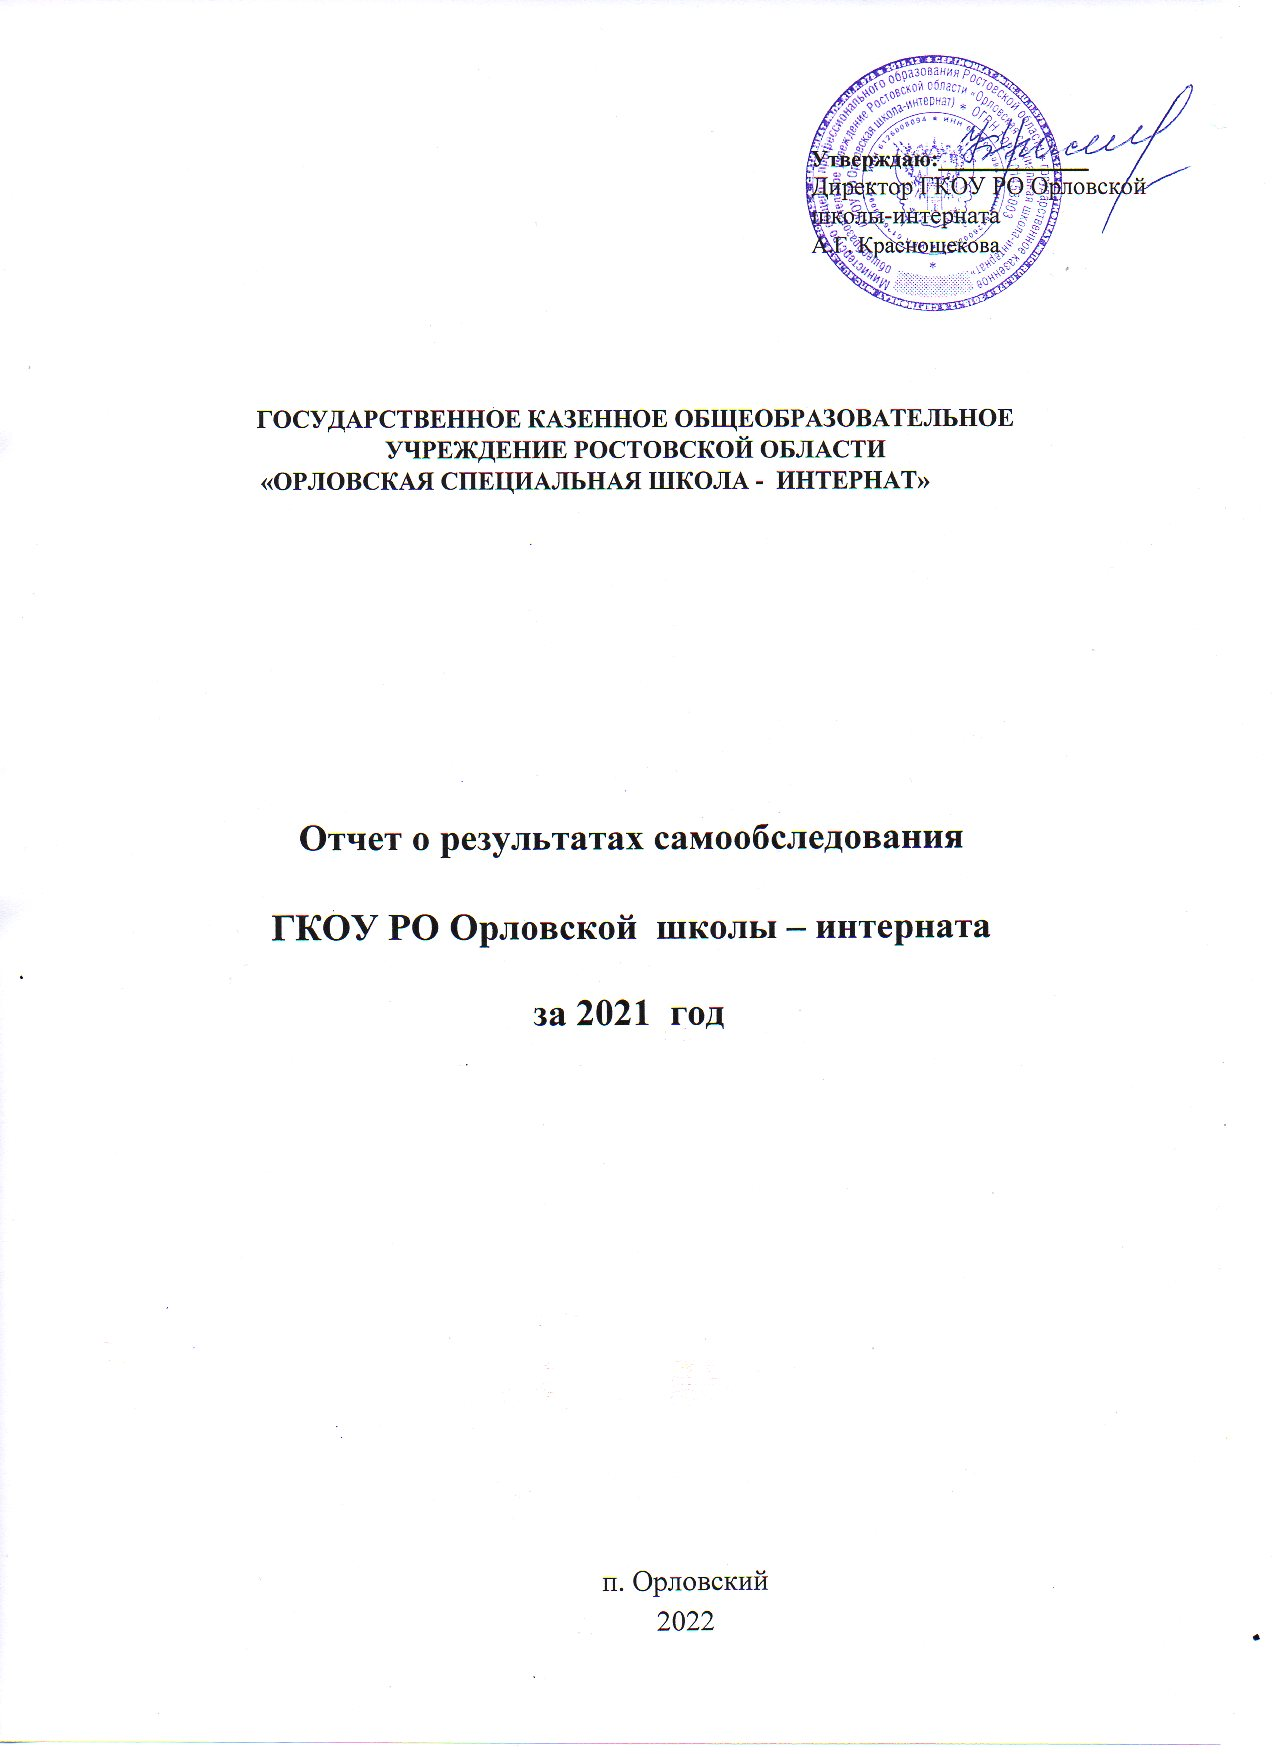 Утверждаю:
Директор ГКОУ РО Орловской
школы-интерната
А.Г. Краснощекова
ГОСУДАРСТВЕННОЕ КАЗЕННОЕ ОБЩЕОБРАЗОВАТЕЛЬНОЕ
УЧРЕЖДЕНИЕ РОСТОВСКОЙ ОБЛАСТИ
«ОРЛОВСКАЯ СПЕЦИАЛЬНАЯ ШКОЛА - ИНТЕРНАТ»
Отчет о результатах самообследования
ГКОУ РО Орловской школы – интерната
за 2021 год
п. Орловский
2022